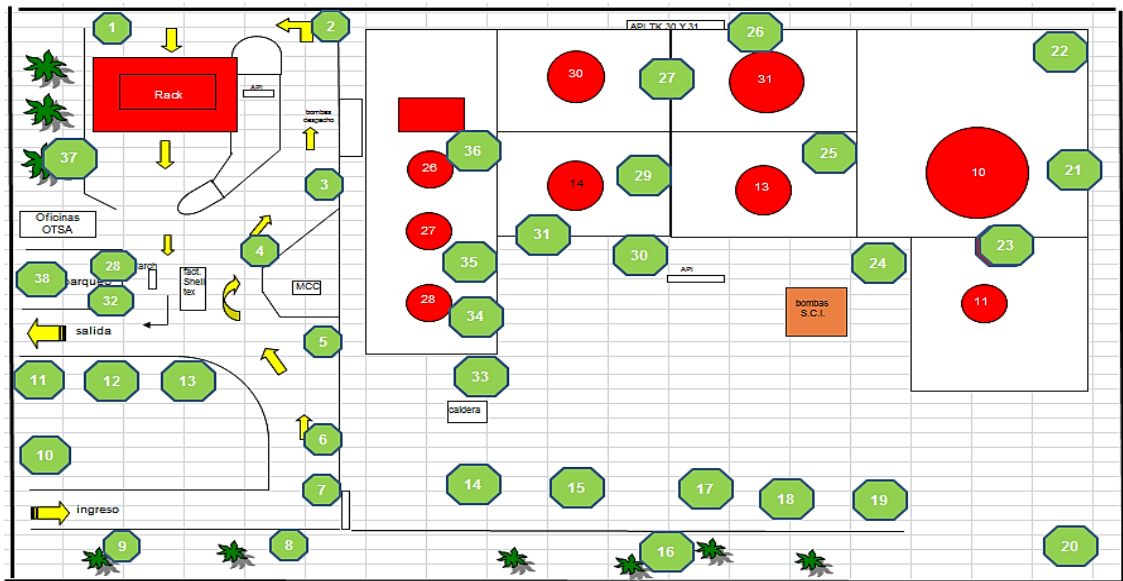 1
2
API TK 30 Y 31
26
22
Rack
API
bombas
despacho
30
27
31
37
3
26
36
14
29
13
25
10
21
Oficinas
OTSA
4
27
31
35
30
API
24
23
38
28
parqueo
32
fact.
Shell
tex
MCC
28
34
bombas
S.C.I.
11
salida
5
11
12
13
33
caldera
10
6
7
14
15
17
18
19
ingreso
9
8
16
20